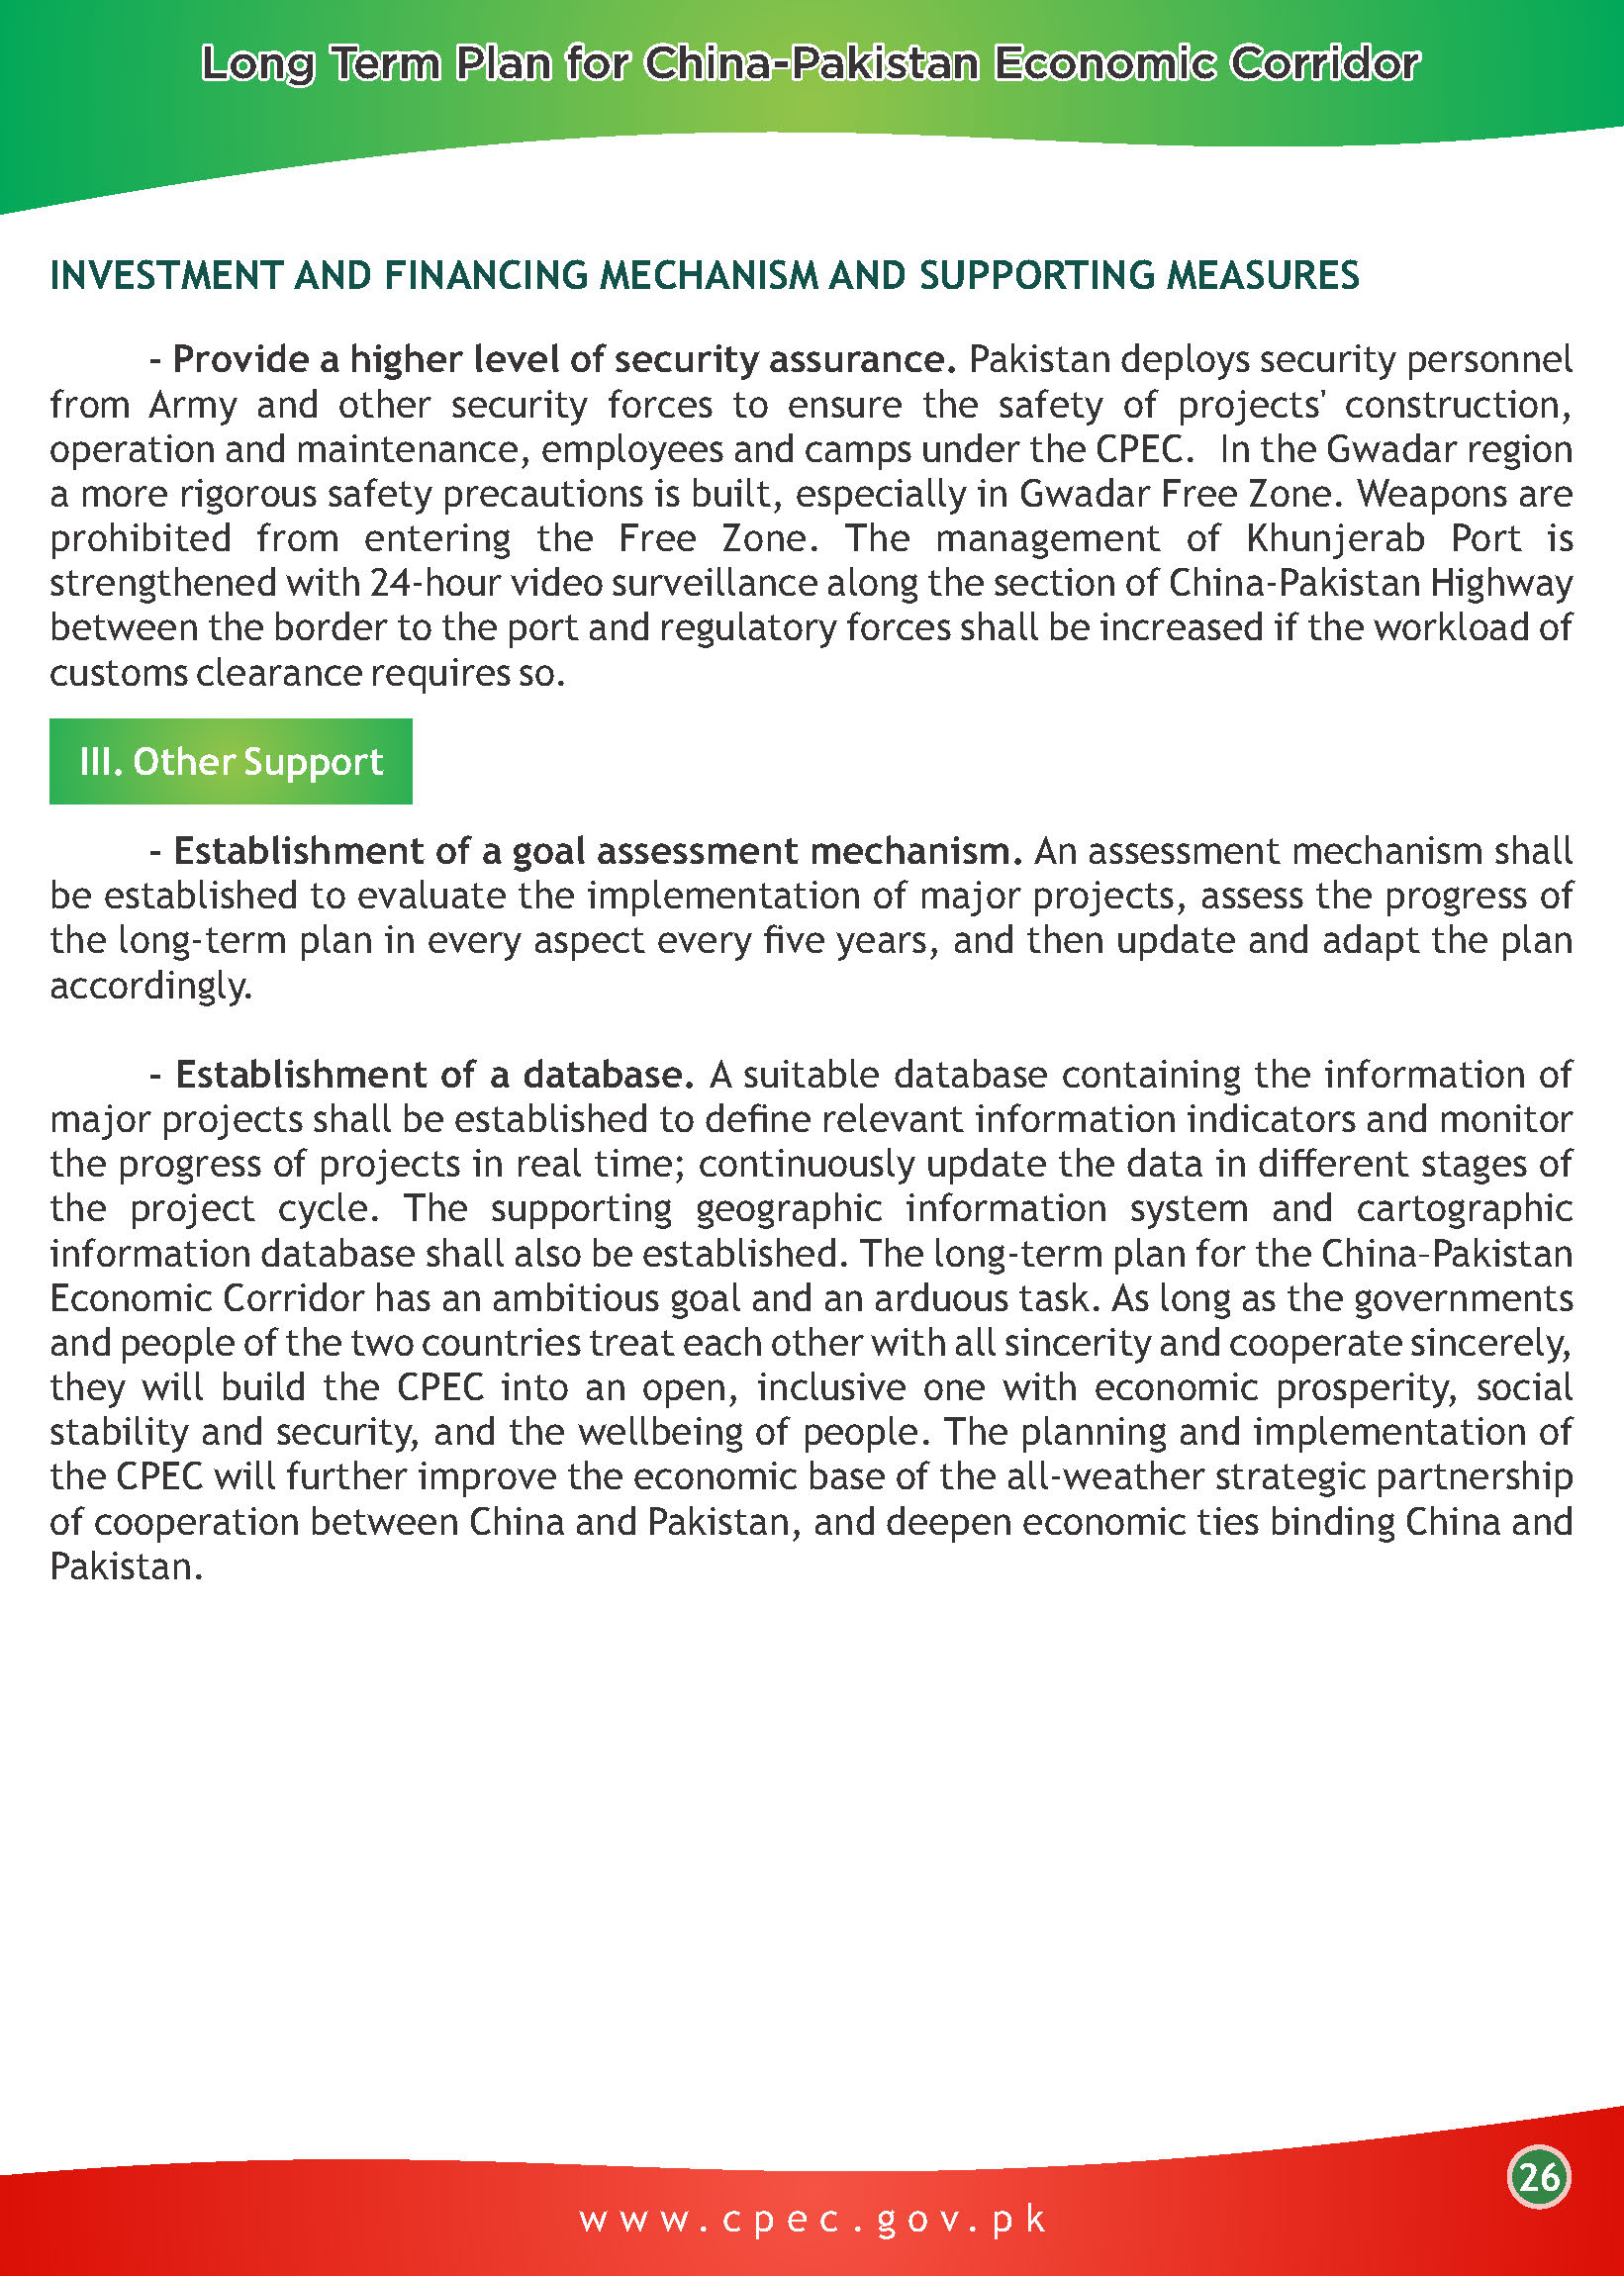 Long Term Plan for China-Pakistan Economic Corridor
INVESTMENT AND FINANCING MECHANISM AND SUPPORTING MEASURES
- Provide a higher level of security assurance. Pakistan deploys security personnel
from Army and other security forces to ensure the safety of projects' construction,
operation and maintenance, employees and camps under the CPEC. In the Gwadar region
a more rigorous safety precautions is built, especially in Gwadar Free Zone. Weapons are
prohibited from entering the Free Zone. The management of Khunjerab Port is
strengthened with 24-hour video surveillance along the section of China-Pakistan Highway
between the border to the port and regulatory forces shall be increased if the workload of
customs clearance requires so.
III. Other Support
- Establishment of a goal assessment mechanism. An assessment mechanism shall
be established to evaluate the implementation of major projects, assess the progress of
the long-term plan in every aspect every five years, and then update and adapt the plan
accordingly.
- Establishment of a database. A suitable database containing the information of
major projects shall be established to define relevant information indicators and monitor
the progress of projects in real time; continuously update the data in different stages of
the project cycle. The supporting geographic information system and cartographic
information database shall also be established. The long-term plan for the China–Pakistan
Economic Corridor has an ambitious goal and an arduous task. As long as the governments
and people of the two countries treat each other with all sincerity and cooperate sincerely,
they will build the CPEC into an open, inclusive one with economic prosperity, social
stability and security, and the wellbeing of people. The planning and implementation of
the CPEC will further improve the economic base of the all-weather strategic partnership
of cooperation between China and Pakistan, and deepen economic ties binding China and
Pakistan.
26
www.cpec.gov.pk